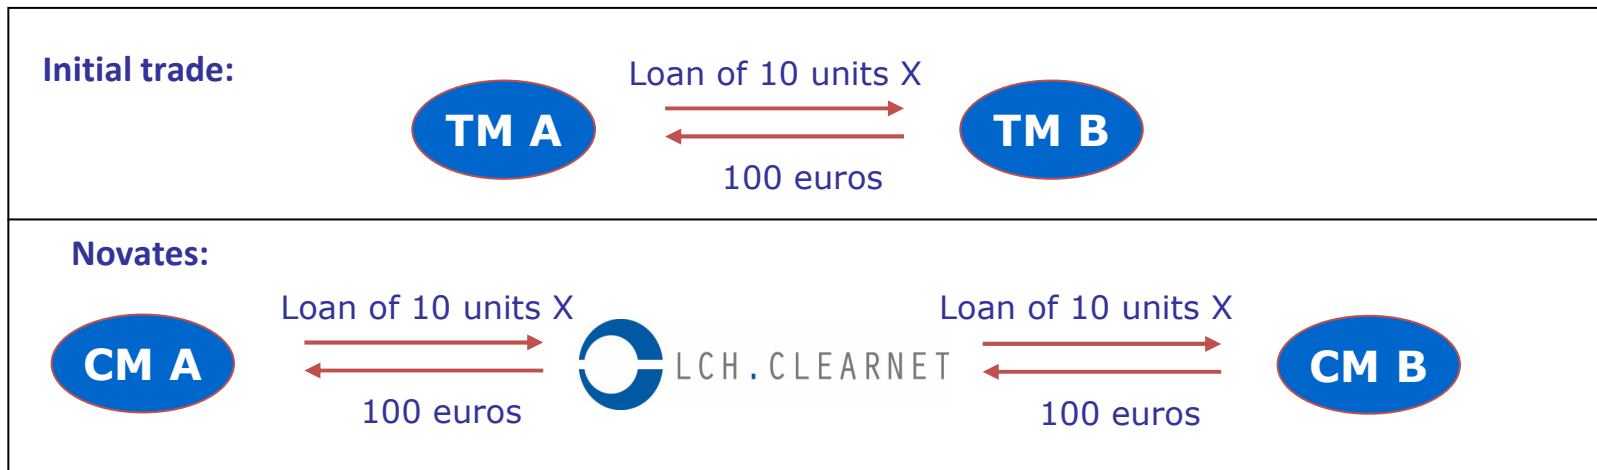 Initial trade:
Loan of 10 units X
TM A
TM B
100 euros
Novates:
Loan of 10 units X
Loan of 10 units X
CM A
LCH.CLEARNET
CM B
100 euros
100 euros